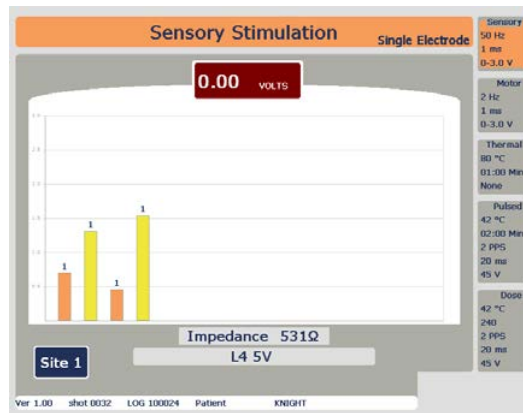 Sensory Stimulation
Single Electrode
0.00 VOLTS
1
1
1
1
Impedance 531Ω
L4 5V
Site 1
Ver 1.00 shot 0032 LOG 100024 Patient KNIGHT
Sensory
50 Hz
1 ms
0-3.0 V
Motor
2 Hz
1 ms
0-3.0 V
Thermal
80 °C
01:00 Min
None
Pulsed
42 °C
02:00 Min
2 PPS
20 ms
45 V
Dose
42 °C
240
2 PPS
20 ms
45 V